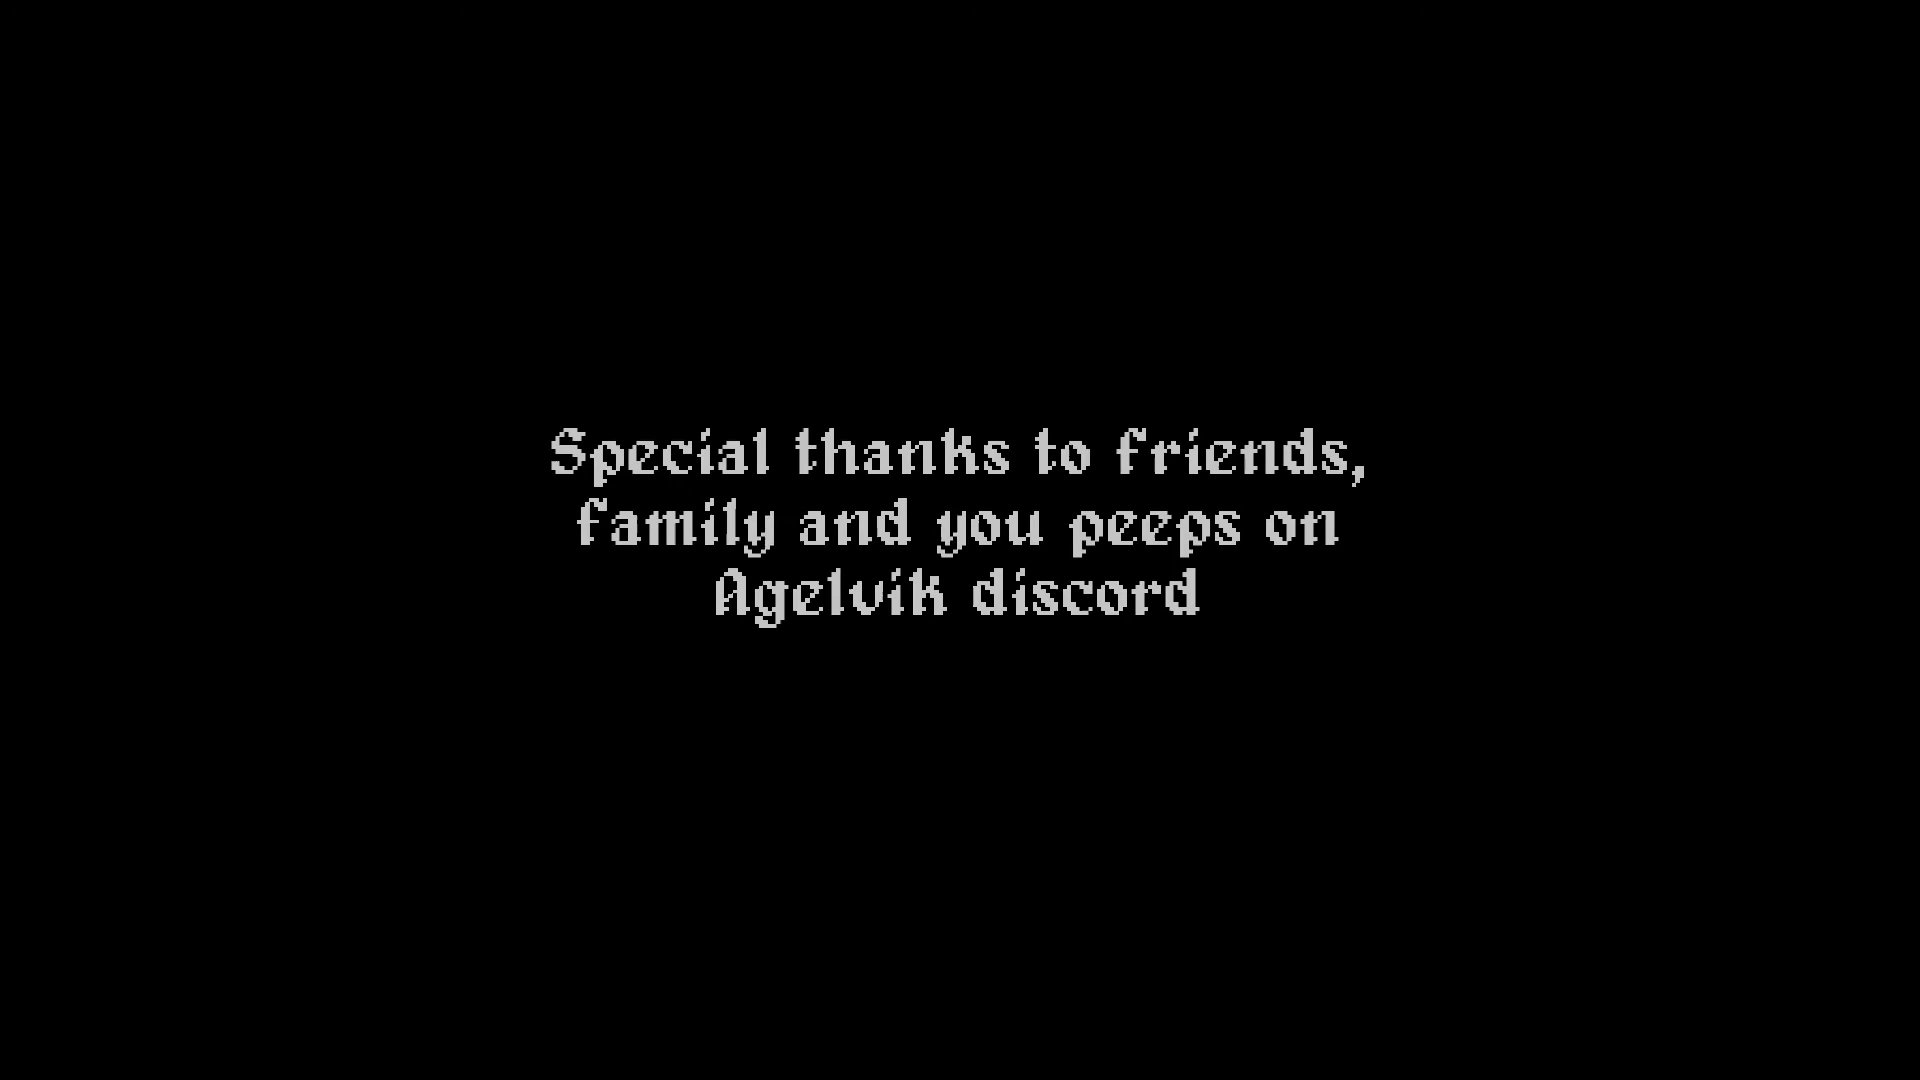 Special thanks to friends,
family and you peeps on
Agelvik discord